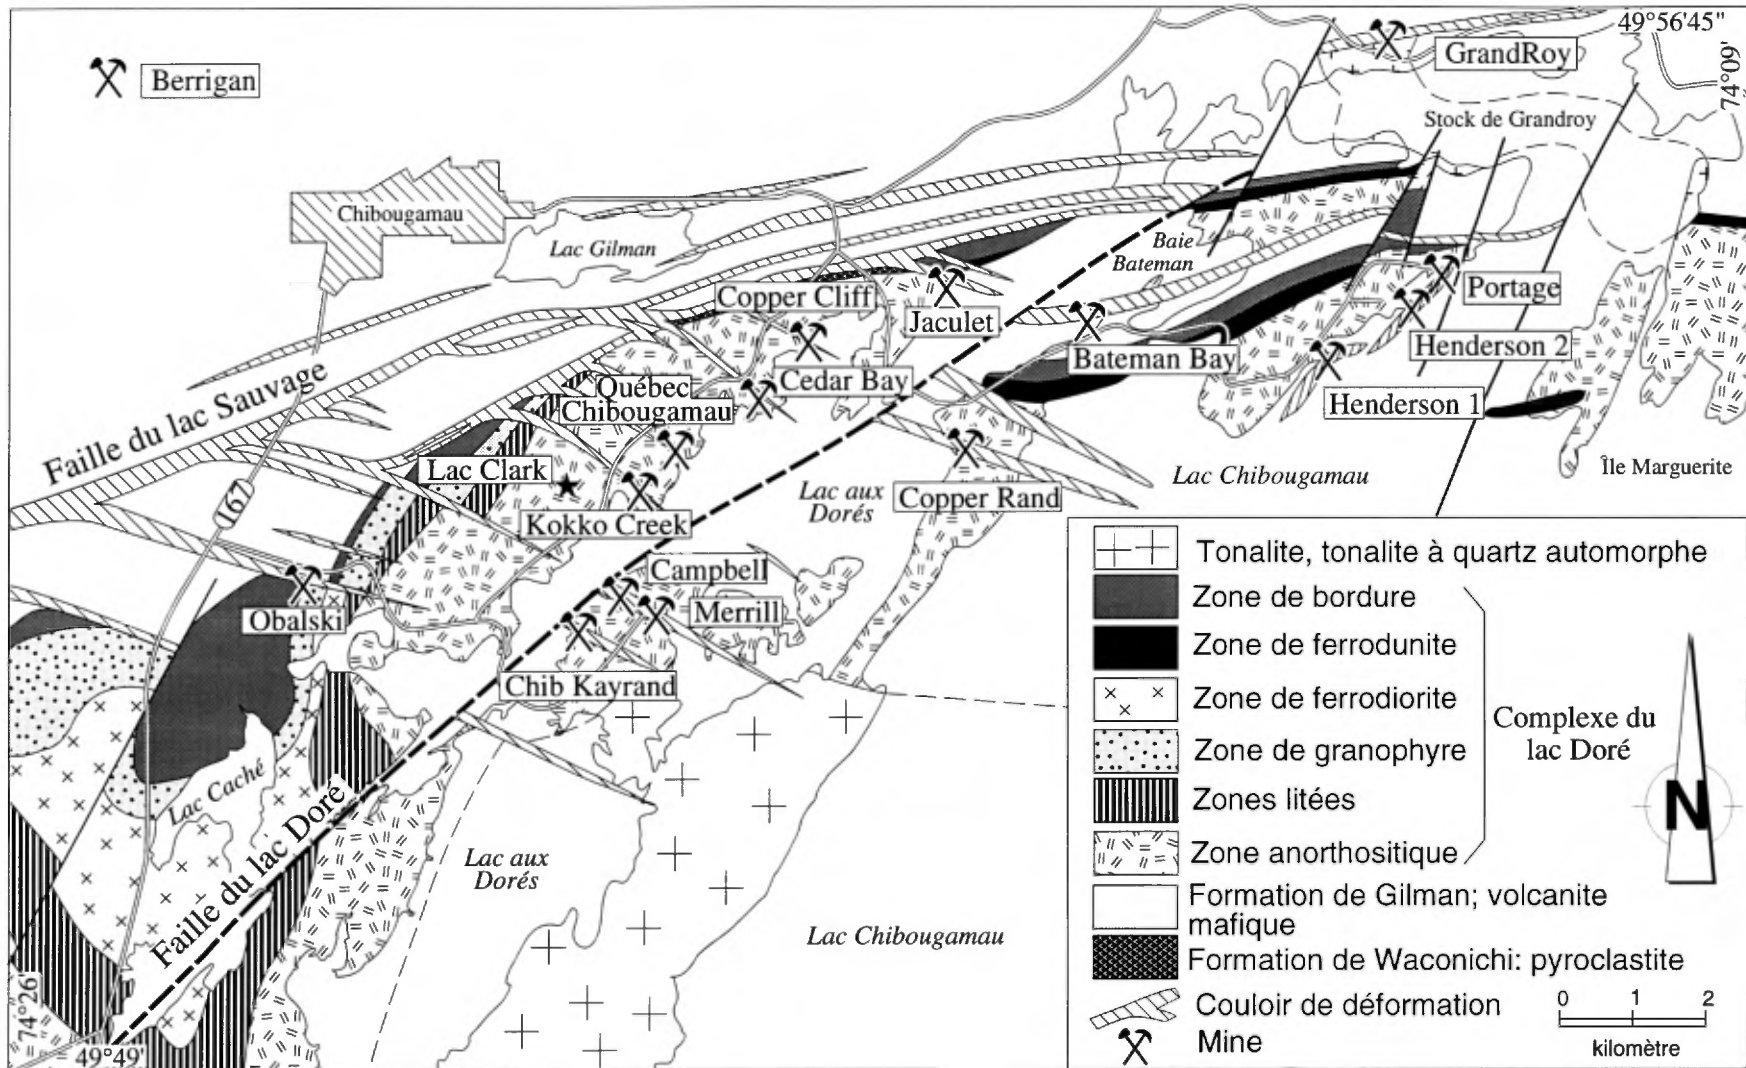 49°56'45"
74°09'
Berrigan
GrandRoy
Stock de Grandroy
Chibougamau
Lac Gilman
Baie
Bateman
Copper Cliff
Jaculet
Portage
Bateman Bay
Henderson 2
Cedar Bay
Henderson 1
Québec
Chibougamau
Faille du lac Sauvage
Lac Clark
Île Marguerite
Lac Chibougamau
Lac aux
Dorés
Copper Rand
167
Kokko Creek
Campbell
Merrill
Obalski
Chib Kayrand
Lac Caché
Faille du lac Doré
Lac aux
Dorés
Lac Chibougamau
74°26'
49°49'
Tonalite, tonalite à quartz automorphe
Zone de bordure
Zone de ferrodunite
Zone de ferrodiorite
Zone de granophyre
Zones litées
Zone anorthositique
Complexe du
lac Doré
Formation de Gilman; volcanite
mafique
Formation de Waconichi: pyroclastite
Couloir de déformation
Mine
N
0 1 2
kilomètre